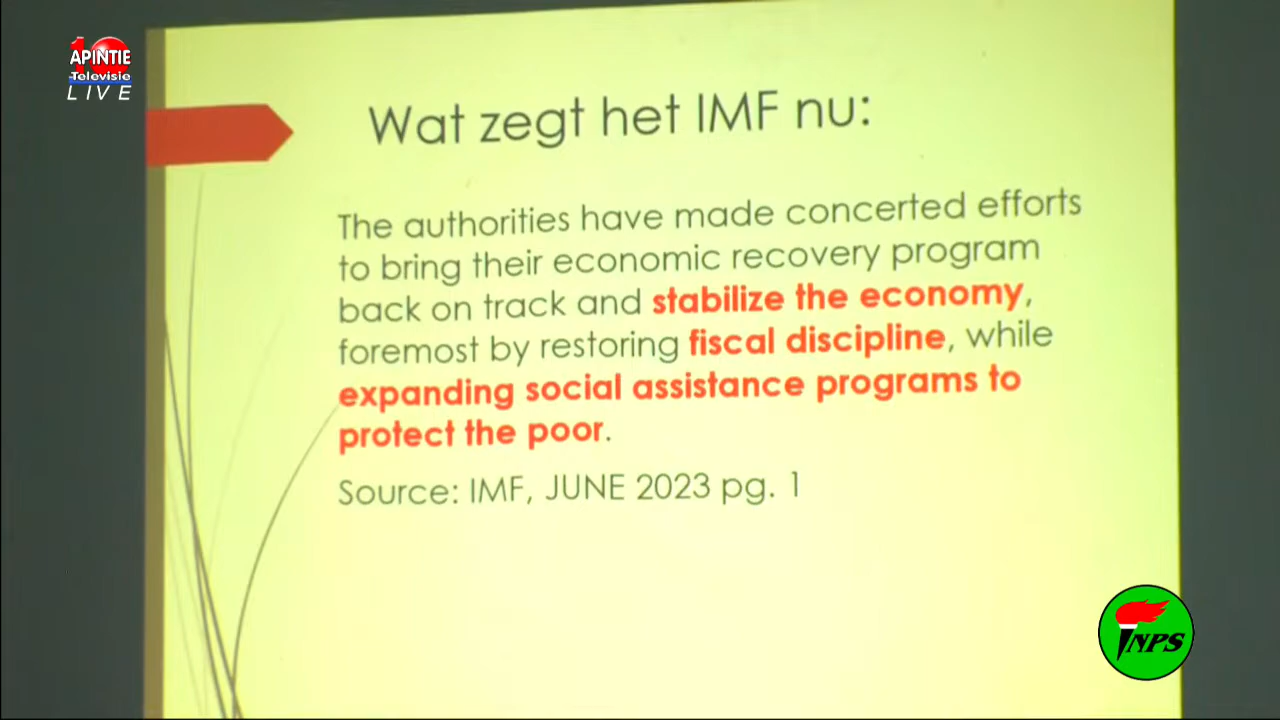 10
APINTIE
Televisie
LIVE
Wat zegt het IMF nu:
The authorities have made concerted efforts
to bring their economic recovery program
back on track and stabilize the economy,
foremost by restoring fiscal discipline, while
expanding social assistance programs to
protect the poor.
Source: IMF, JUNE 2023 pg. 1
NPS